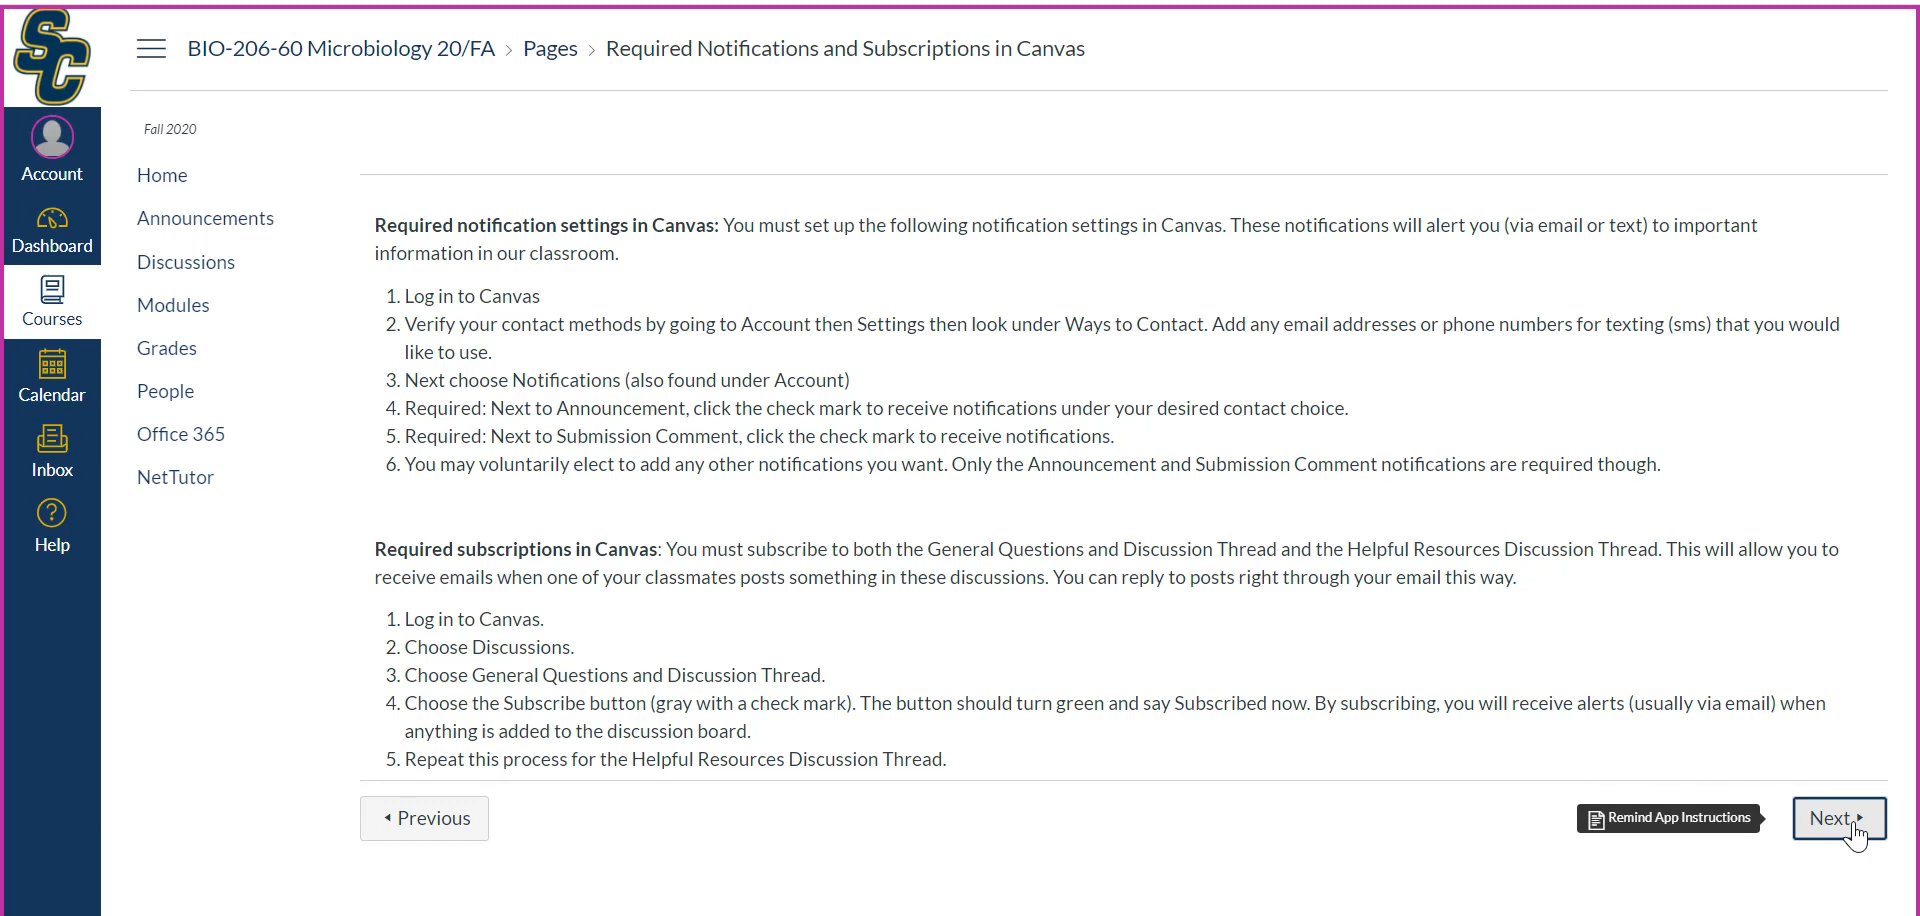 SC
BIO-206-60 Microbiology 20/FA > Pages > Required Notifications and Subscriptions in Canvas
Account
Dashboard
Courses
Calendar
Inbox
Help
Fall 2020
Home
Announcements
Discussions
Modules
Grades
People
Office 365
NetTutor
Required notification settings in Canvas: You must set up the following notification settings in Canvas. These notifications will alert you (via email or text) to important
information in our classroom.
1. Log in to Canvas
2. Verify your contact methods by going to Account then Settings then look under Ways to Contact. Add any email addresses or phone numbers for texting (sms) that you would
like to use.
3. Next choose Notifications (also found under Account)
4. Required: Next to Announcement, click the check mark to receive notifications under your desired contact choice.
5. Required: Next to Submission Comment, click the check mark to receive notifications.
6. You may voluntarily elect to add any other notifications you want. Only the Announcement and Submission Comment notifications are required though.
Required subscriptions in Canvas: You must subscribe to both the General Questions and Discussion Thread and the Helpful Resources Discussion Thread. This will allow you to
receive emails when one of your classmates posts something in these discussions. You can reply to posts right through your email this way.
1. Log in to Canvas.
2. Choose Discussions.
3. Choose General Questions and Discussion Thread.
4. Choose the Subscribe button (gray with a check mark). The button should turn green and say Subscribed now. By subscribing, you will receive alerts (usually via email) when
anything is added to the discussion board.
5. Repeat this process for the Helpful Resources Discussion Thread.
Previous
Remind App Instructions
Next